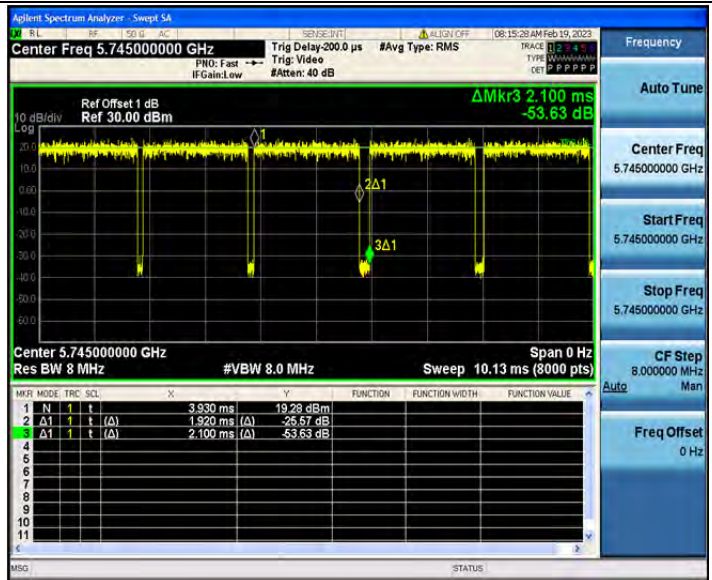 Agilent Spectrum Analyzer - Swept SA
RL RF 50 Ω AC SENSE:INT ALIGN OFF 08:15:28 AM Feb 19, 2023
Center Freq 5.745000000 GHz Trig Delay-200.0 µs #Avg Type: RMS TRACE 1 2 3 4 5 6
PNO: Fast Trig: Video TYPE
IFGain:Low #Atten: 40 dB DET P P P P P P
Frequency
Auto Tune
Ref Offset 1 dB ΔMkr3 2.100 ms
10 dB/div Ref 30.00 dBm -53.63 dB
Log
20.0
10.0
0.00
-10.0
-20.0
-30.0
-40.0
-60.0
1
2Δ1
3Δ1
Center Freq
5.745000000 GHz
Start Freq
5.745000000 GHz
Stop Freq
5.745000000 GHz
Center 5.745000000 GHz Span 0 Hz
Res BW 8 MHz #VBW 8.0 MHz Sweep 10.13 ms (8000 pts)
CF Step
8.000000 MHz
Auto Man
Freq Offset
0 Hz
MKR MODE TRC SCL X Y FUNCTION FUNCTION WIDTH FUNCTION VALUE
1 N 1 t 3.930 ms 19.28 dBm
2 Δ1 1 t (Δ) 1.920 ms (Δ) -25.57 dB
3 Δ1 1 t (Δ) 2.100 ms (Δ) -53.63 dB
4
5
6
7
8
9
10
11
MSG STATUS